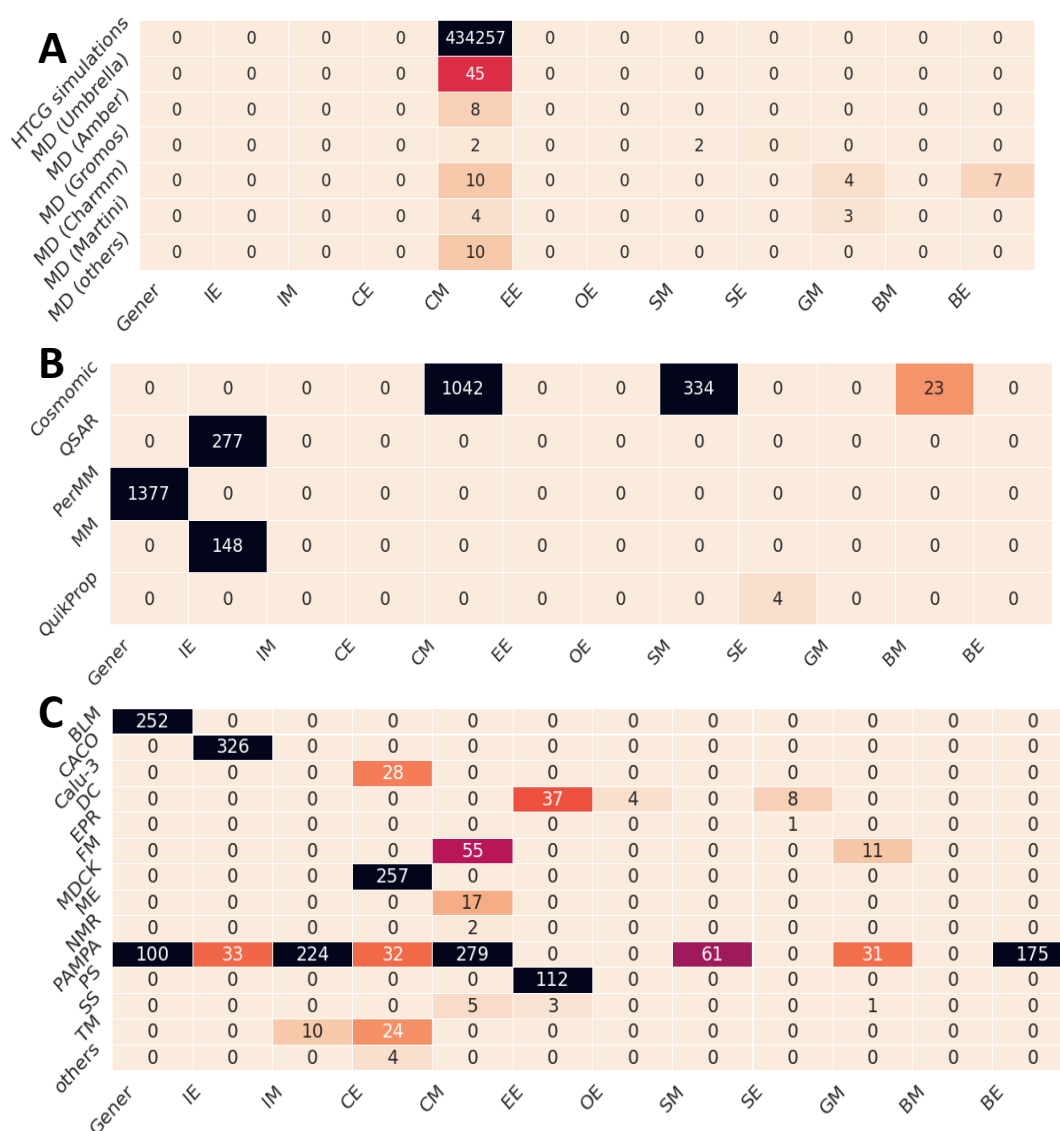 A
HTCG simulations 0 0 0 0 434257 0 0 0 0 0 0 0
MD (Umbrella) 0 0 0 0 45 0 0 0 0 0 0 0
MD (Amber) 0 0 0 0 8 0 0 0 0 0 0 0
MD (Gromos) 0 0 0 0 2 0 0 2 0 0 0 0
MD (Charmm) 0 0 0 0 10 0 0 0 0 4 0 7
MD (Martini) 0 0 0 0 4 0 0 0 0 3 0 0
MD (others) 0 0 0 0 10 0 0 0 0 0 0 0
Gener IE IM CE CM EE OE SM SE GM BM BE
B
Cosmomic 0 0 0 0 1042 0 0 334 0 0 23 0
QSAR 0 277 0 0 0 0 0 0 0 0 0 0
PerMM 1377 0 0 0 0 0 0 0 0 0 0 0
MM 0 148 0 0 0 0 0 0 0 0 0 0
QuikProp 0 0 0 0 0 0 0 0 4 0 0 0
Gener IE IM CE CM EE OE SM SE GM BM BE
C
BLM 252 0 0 0 0 0 0 0 0 0 0 0
CACO 0 326 0 0 0 0 0 0 0 0 0 0
Calu-3 0 0 0 28 0 0 0 0 0 0 0 0
DC 0 0 0 0 0 37 4 0 8 0 0 0
EPR 0 0 0 0 0 0 0 0 1 0 0 0
FM 0 0 0 0 55 0 0 0 0 11 0 0
MDCK 0 0 0 257 0 0 0 0 0 0 0 0
ME 0 0 0 0 17 0 0 0 0 0 0 0
NMR 0 0 0 0 2 0 0 0 0 0 0 0
PAMPA 100 33 224 32 279 0 0 61 0 31 0 175
PS 0 0 0 0 0 112 0 0 0 0 0 0
SS 0 0 0 0 5 3 0 0 0 1 0 0
TM 0 0 10 24 0 0 0 0 0 0 0 0
others 0 0 0 4 0 0 0 0 0 0 0 0
Gener IE IM CE CM EE OE SM SE GM BM BE